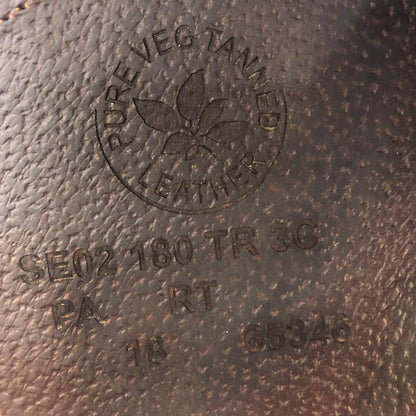 PURE VEG TANNED
LEATHER
SE02 180 TR 3G
PA RT
18 65346